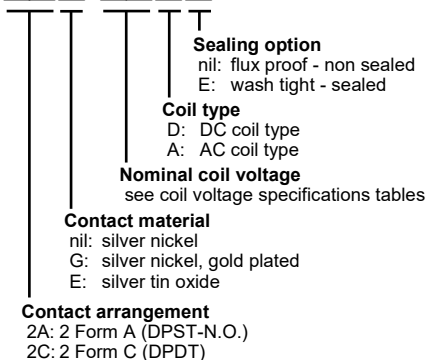 Sealing option
nil: flux proof - non sealed
E: wash tight - sealed
Coil type
D: DC coil type
A: AC coil type
Nominal coil voltage
see coil voltage specifications tables
Contact material
nil: silver nickel
G: silver nickel, gold plated
E: silver tin oxide
Contact arrangement
2A: 2 Form A (DPST-N.O.)
2C: 2 Form C (DPDT)